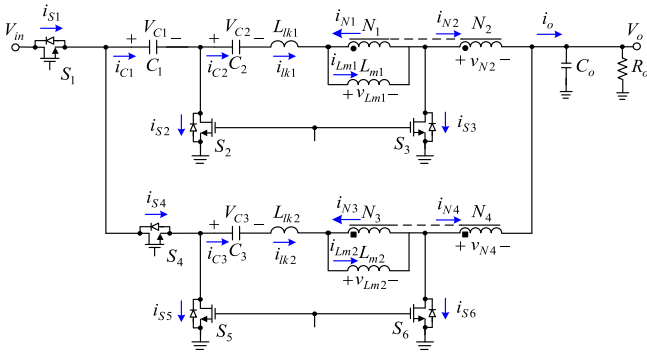 V_in i_S1 S_1 + V_C1 − i_C1 C_1 + V_C2 − i_C2 C_2 L_lk1 i_lk1 i_N1 N_1 i_Lm1 L_m1 + v_Lm1 − i_N2 N_2 + v_N2 − i_o V_o C_o R_o
i_S2 S_2 S_3 i_S3
i_S4 S_4 + V_C3 − i_C3 C_3 L_lk2 i_lk2 i_N3 N_3 i_Lm2 L_m2 + v_Lm2 − i_N4 N_4 + v_N4 −
i_S5 S_5 S_6 i_S6